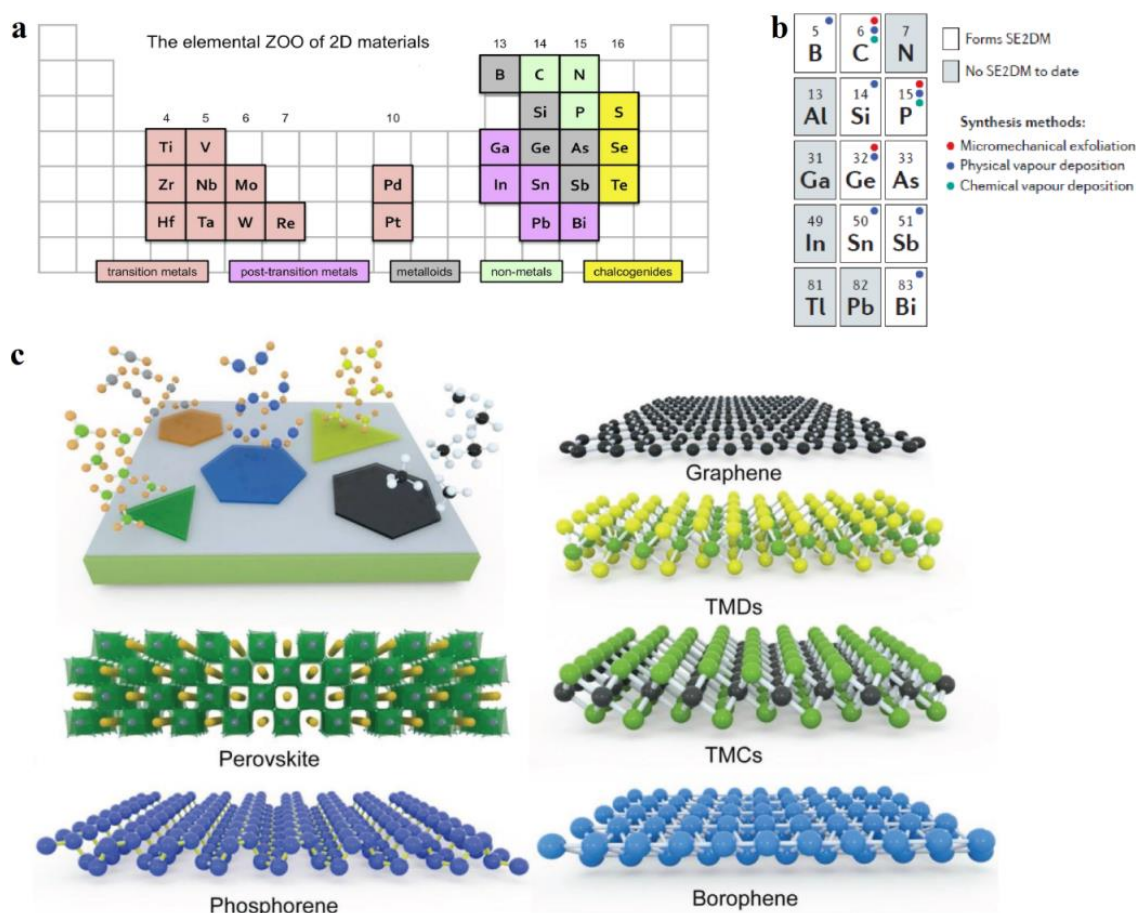 a
The elemental ZOO of 2D materials
13 14 15 16
4 5 6 7 10
B C N
Si P S
Ti V Ga Ge As Se
Zr Nb Mo Pd In Sn Sb Te
Hf Ta W Re Pt Pb Bi
transition metals post-transition metals metalloids non-metals chalcogenides
b
5 6 7
B C N
13 14 15
Al Si P
31 32 33
Ga Ge As
49 50 51
In Sn Sb
81 82 83
Tl Pb Bi
Forms SE2DM
No SE2DM to date
Synthesis methods:
Micromechanical exfoliation
Physical vapour deposition
Chemical vapour deposition
c
Graphene
TMDs
Perovskite
TMCs
Phosphorene
Borophene